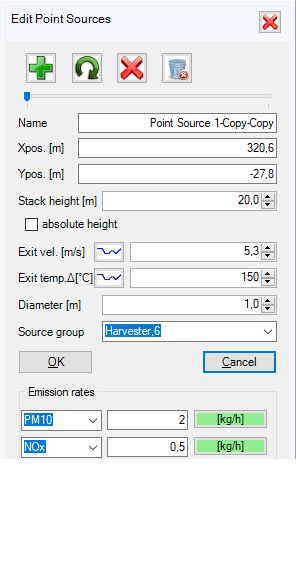 Edit Point Sources
Name Point Source 1-Copy-Copy
Xpos. [m] 320,6
Ypos. [m] -27,8
Stack height [m] 20,0
absolute height
Exit vel. [m/s] 5,3
Exit temp.Δ[°C] 150
Diameter [m] 1,0
Source group Harvester,6
OK Cancel
Emission rates
PM10 2 [kg/h]
NOx 0,5 [kg/h]